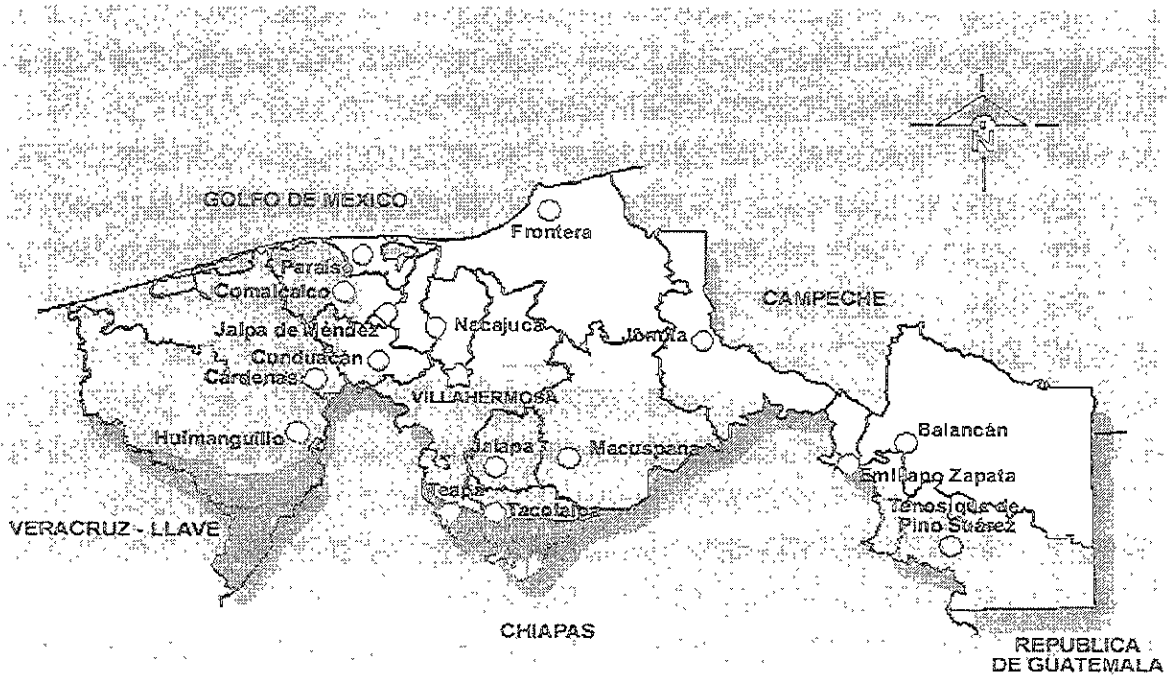 N
GOLFO DE MEXICO
Frontera
Paraíso
Comalcalco
CAMPECHE
Jalpa de Méndez
Nacajuca
Jonuta
Cunduacán
Cárdenas
VILLAHERMOSA
Huimanguillo
Balancán
Jalapa
Macuspana
Emiliano Zapata
Teapa
Tacotalpa
Tenosique de
Pino Suárez
VERACRUZ - LLAVE
CHIAPAS
REPUBLICA
DE GUATEMALA